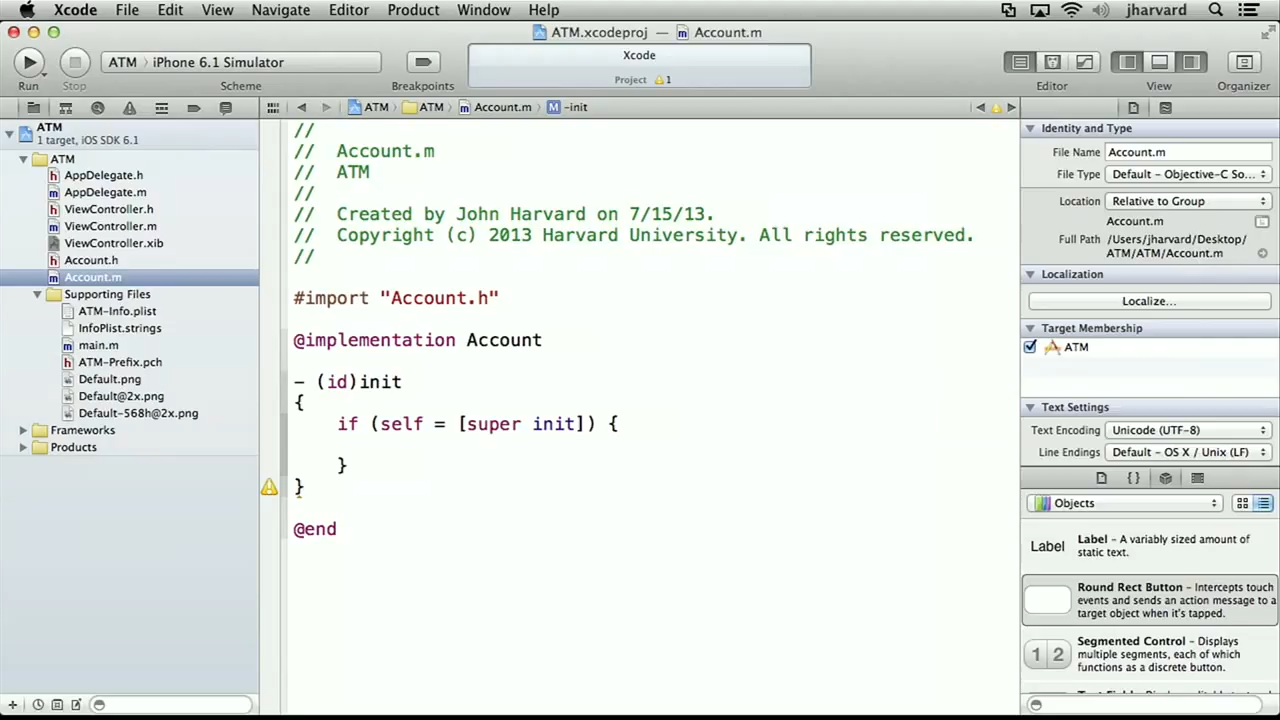 Xcode File Edit View Navigate Editor Product Window Help jharvard
ATM.xcodeproj — Account.m
ATM iPhone 6.1 Simulator
Xcode
Project 1
Run Stop Scheme Breakpoints Editor View Organizer
ATM ATM Account.m M -init
ATM
1 target, iOS SDK 6.1
ATM
h AppDelegate.h
m AppDelegate.m
h ViewController.h
m ViewController.m
ViewController.xib
h Account.h
m Account.m
Supporting Files
ATM-Info.plist
InfoPlist.strings
m main.m
h ATM-Prefix.pch
Default.png
Default@2x.png
Default-568h@2x.png
Frameworks
Products
//
// Account.m
// ATM
//
// Created by John Harvard on 7/15/13.
// Copyright (c) 2013 Harvard University. All rights reserved.
//
#import "Account.h"
@implementation Account
- (id)init
{
if (self = [super init]) {
}
}
@end
Identity and Type
File Name Account.m
File Type Default - Objective-C So...
Location Relative to Group
Account.m
Full Path /Users/jharvard/Desktop/
ATM/ATM/Account.m
Localization
Localize...
Target Membership
ATM
Text Settings
Text Encoding Unicode (UTF-8)
Line Endings Default - OS X / Unix (LF)
{ }
Objects
Label
Label - A variably sized amount of
static text.
Round Rect Button - Intercepts touch
events and sends an action message to a
target object when it's tapped.
1 2
Segmented Control - Displays
multiple segments, each of which
functions as a discrete button.